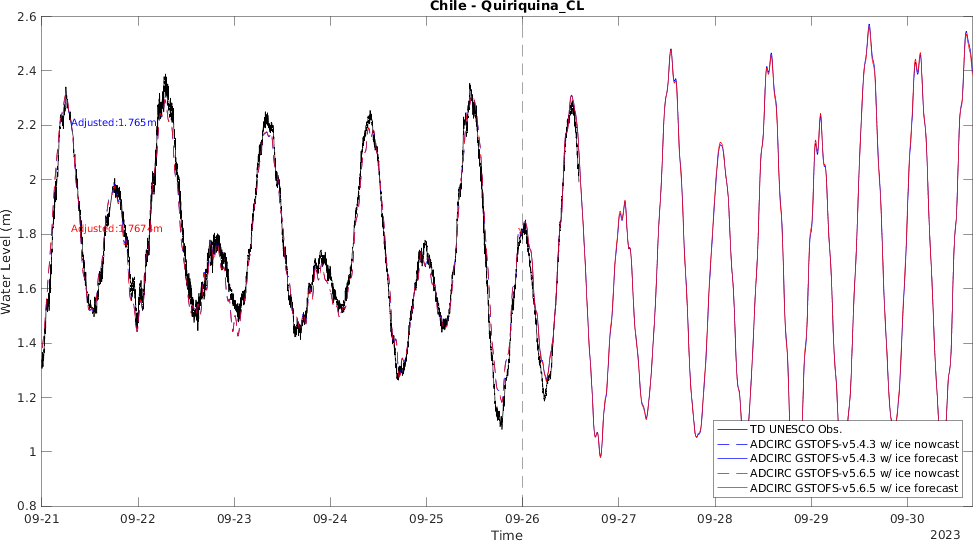 Chile - Quiriquina_CL
2.6
2.4
2.2
2
1.8
1.6
1.4
1.2
1
0.8
Water Level (m)
Adjusted:1.765m
Adjusted:1.7674m
TD UNESCO Obs.
ADCIRC GSTOFS-v5.4.3 w/ ice nowcast
ADCIRC GSTOFS-v5.4.3 w/ ice forecast
ADCIRC GSTOFS-v5.6.5 w/ ice nowcast
ADCIRC GSTOFS-v5.6.5 w/ ice forecast
09-21 09-22 09-23 09-24 09-25 09-26 09-27 09-28 09-29 09-30
Time
2023